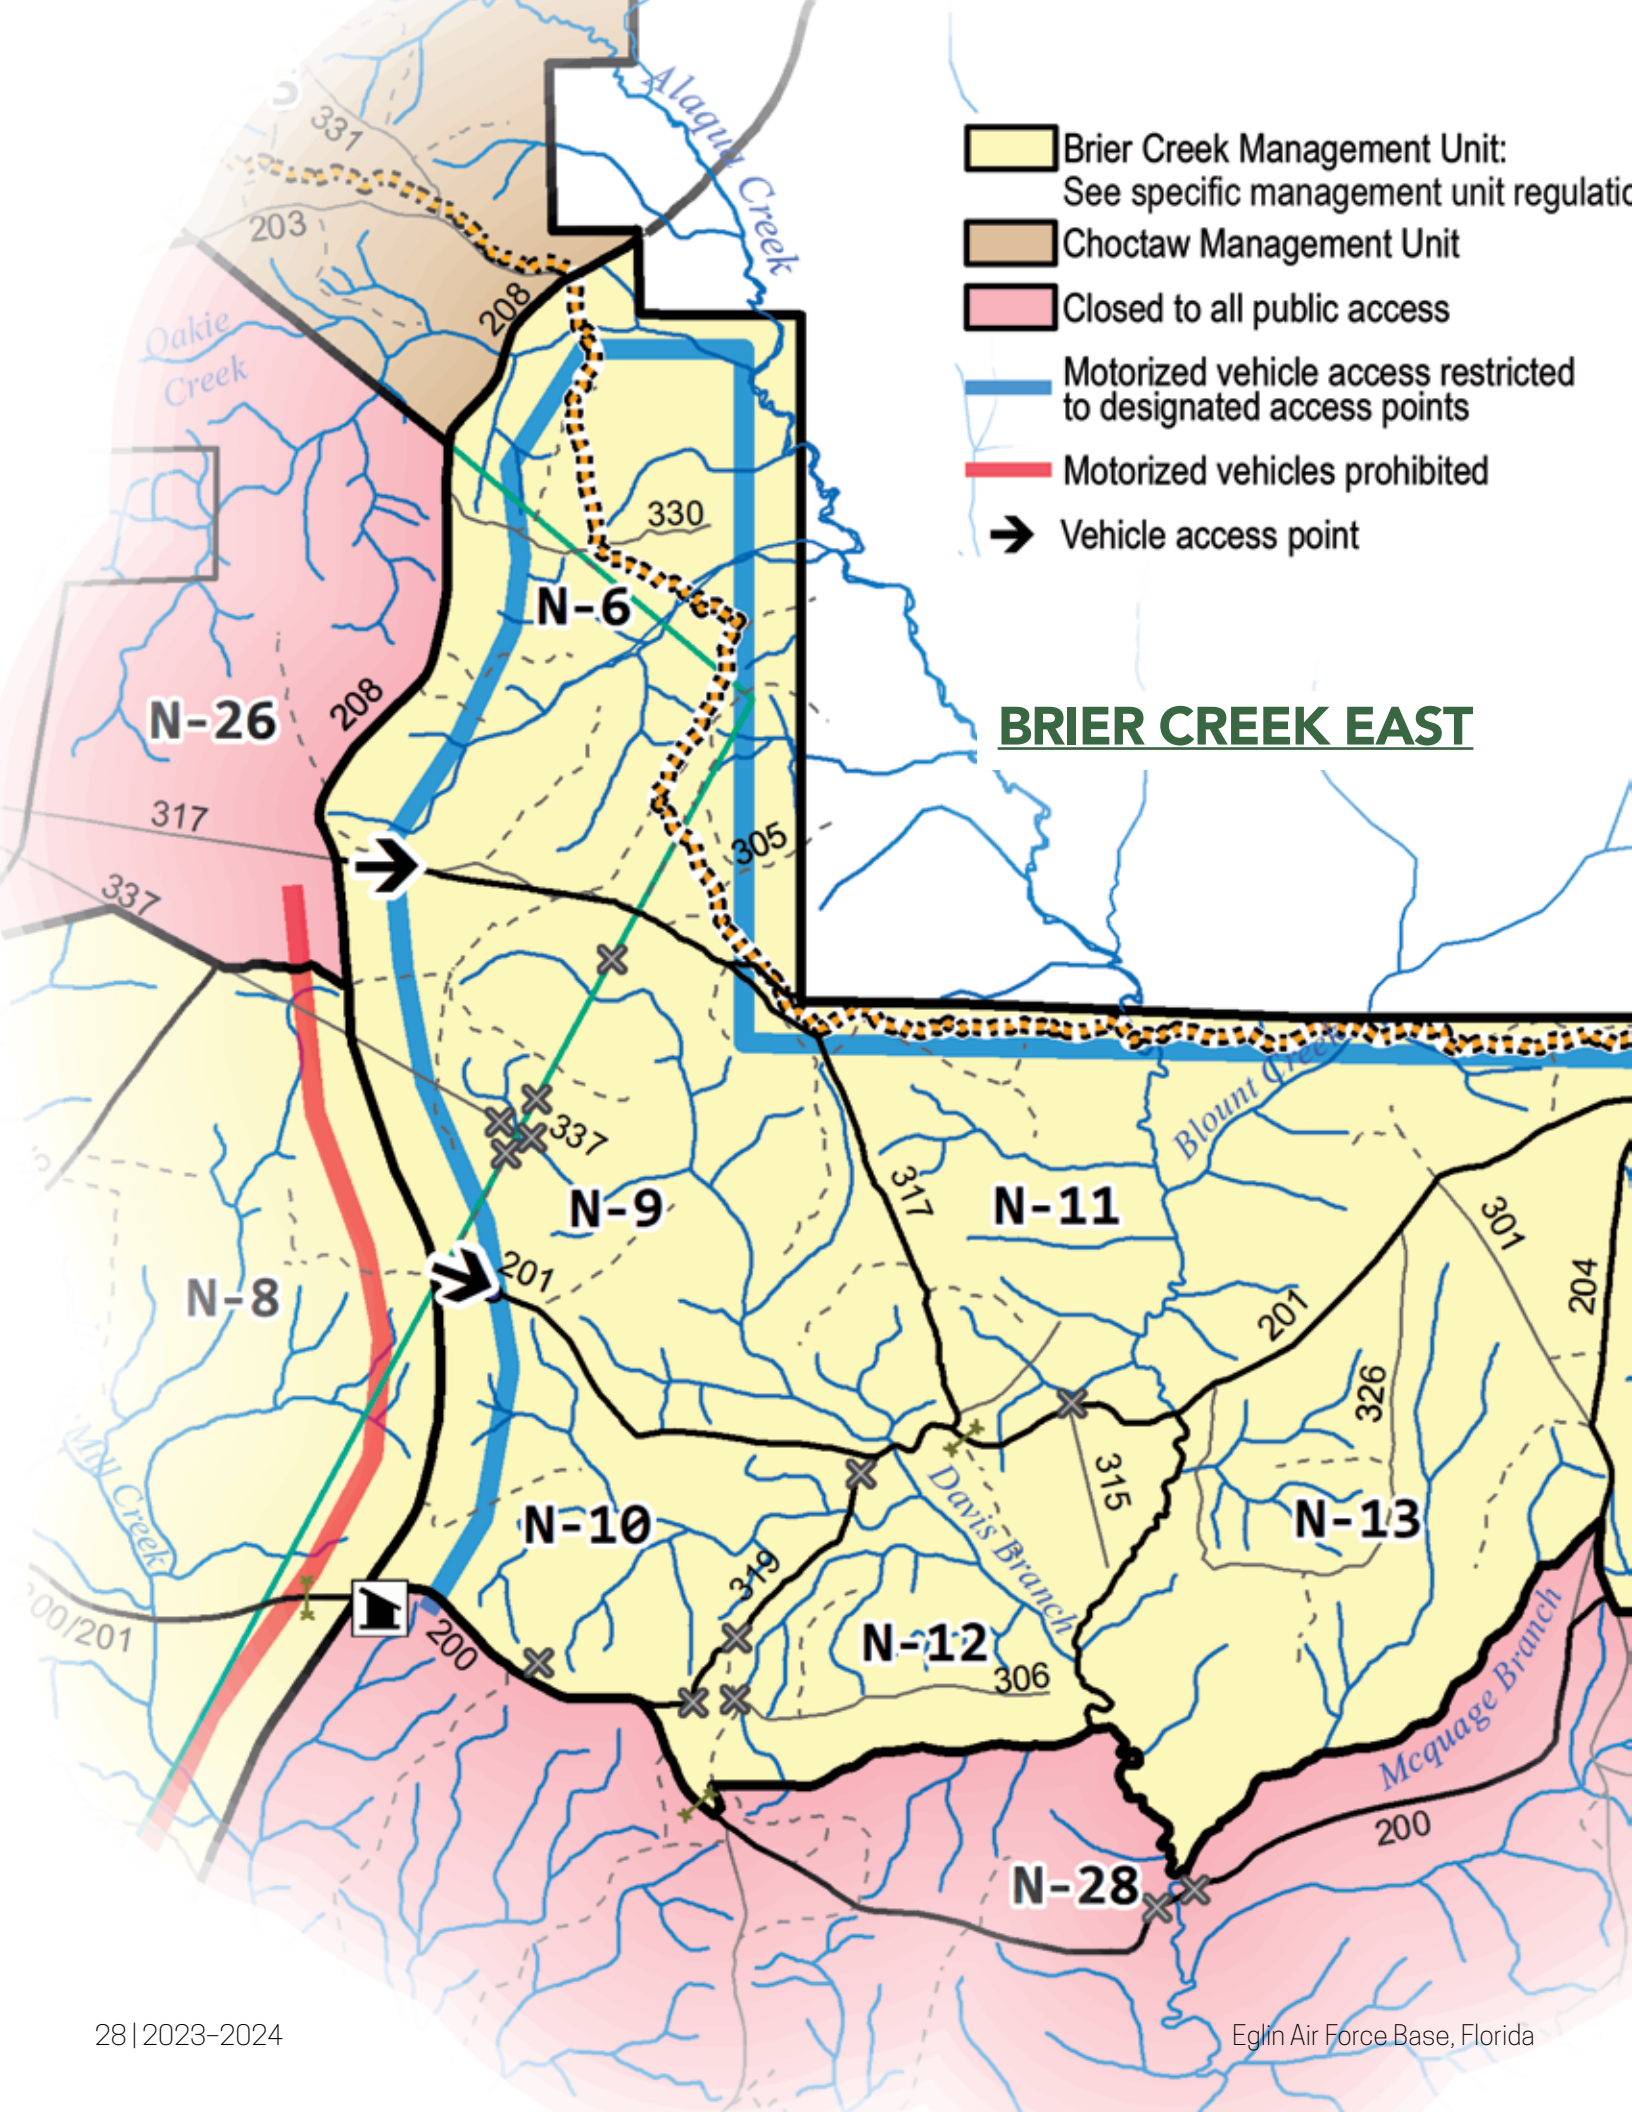 5
331
203
208
Alaqua Creek
Brier Creek Management Unit:
See specific management unit regulatio
Choctaw Management Unit
Closed to all public access
Motorized vehicle access restricted
to designated access points
Motorized vehicles prohibited
Vehicle access point
Oakie
Creek
330
N-6
N-26
208
BRIER CREEK EAST
317
305
337
Blount Creek
337
N-9
317
N-11
301
201
N-8
204
201
326
Mill Creek
315
N-10
Davis Branch
N-13
319
200/201
200
N-12
306
Mcquage Branch
200
N-28
28|2023-2024
Eglin Air Force Base, Florida